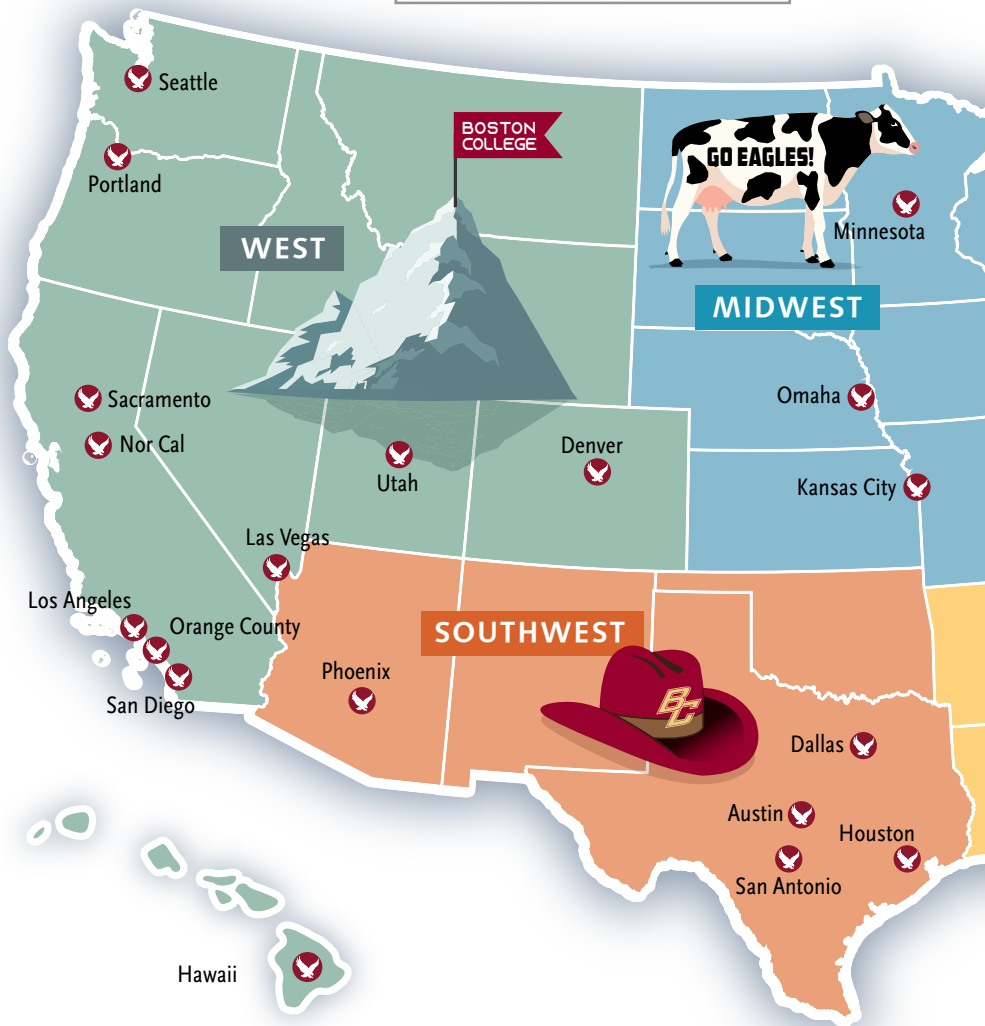 Seattle
BOSTON
COLLEGE
GO EAGLES!
Portland
Minnesota
WEST
MIDWEST
Sacramento
Omaha
Nor Cal
Denver
Utah
Kansas City
Las Vegas
Los Angeles
Orange County
SOUTHWEST
Phoenix
San Diego
BC
Dallas
Austin
Houston
San Antonio
Hawaii